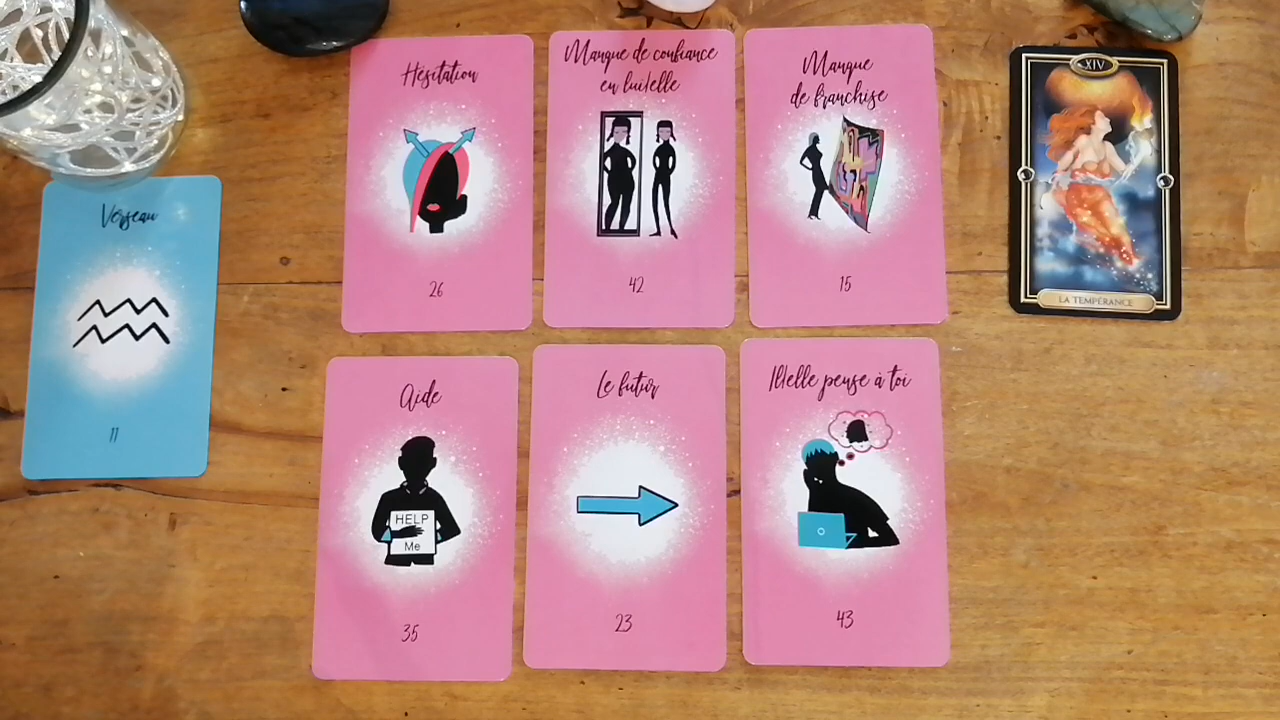 Verseau
11
Hésitation
26
Manque de confiance
en lui/elle
42
Manque
de franchise
15
XIV
LA TEMPÉRANCE
Aide
HELP
Me
35
Le futur
23
Il/elle pense à toi
43